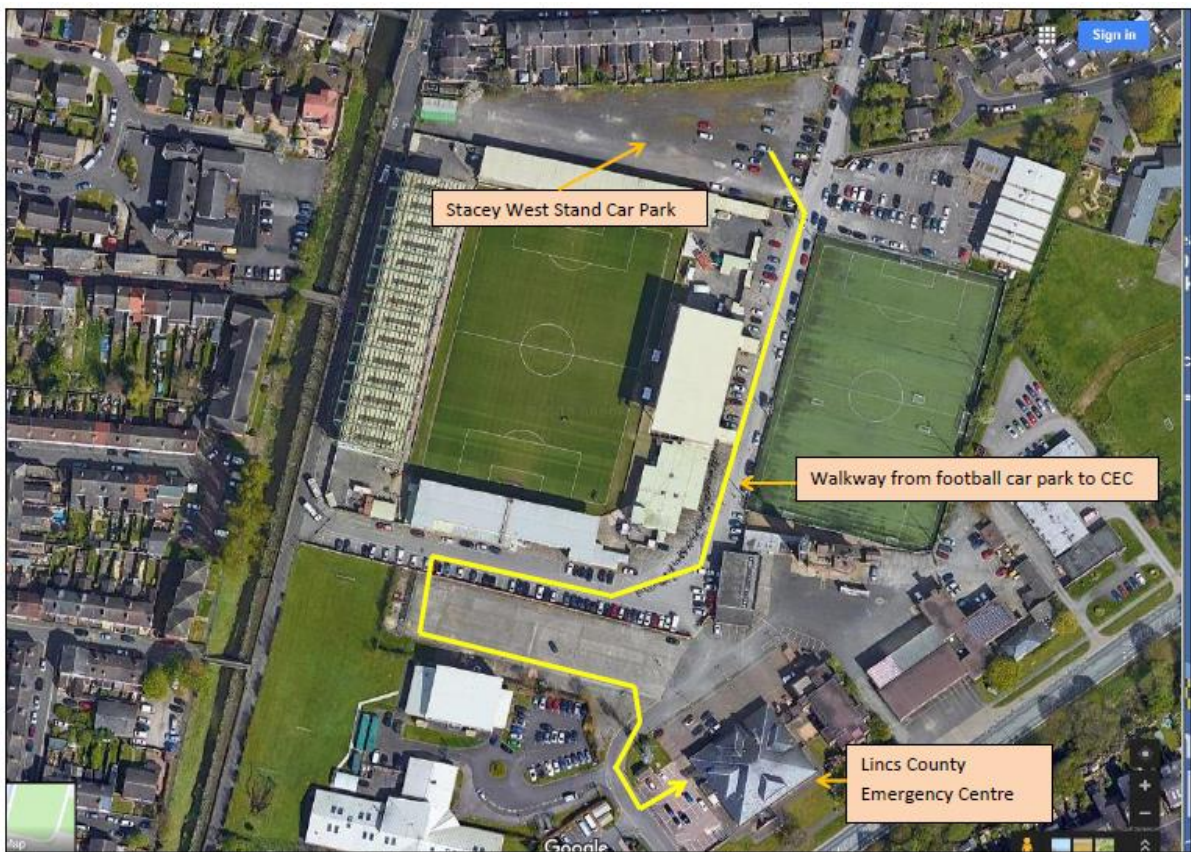 Sign in
Stacey West Stand Car Park
Walkway from football car park to CEC
Lincs County
Emergency Centre
Google